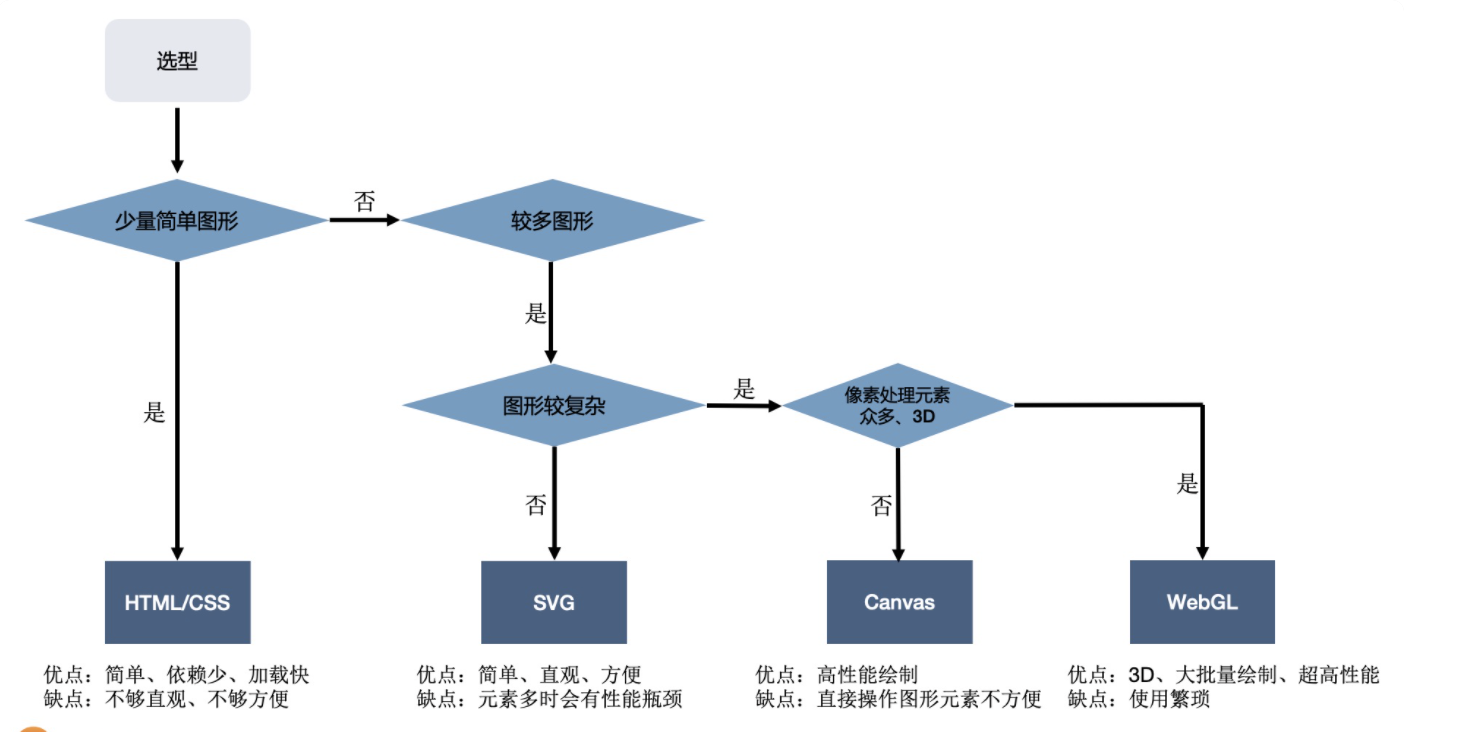 选型
少量简单图形
否
较多图形
是
是
图形较复杂
是
像素处理元素
众多、3D
否
否
是
HTML/CSS
SVG
Canvas
WebGL
优点：简单、依赖少、加载快
缺点：不够直观、不够方便
优点：简单、直观、方便
缺点：元素多时会有性能瓶颈
优点：高性能绘制
缺点：直接操作图形元素不方便
优点：3D、大批量绘制、超高性能
缺点：使用繁琐